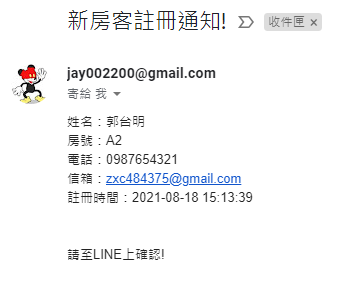 新房客註冊通知!
收件匣 ×
jay002200@gmail.com
寄給 我
姓名：郭台明
房號：A2
電話：0987654321
信箱：zxc484375@gmail.com
註冊時間：2021-08-18 15:13:39
請至LINE上確認!